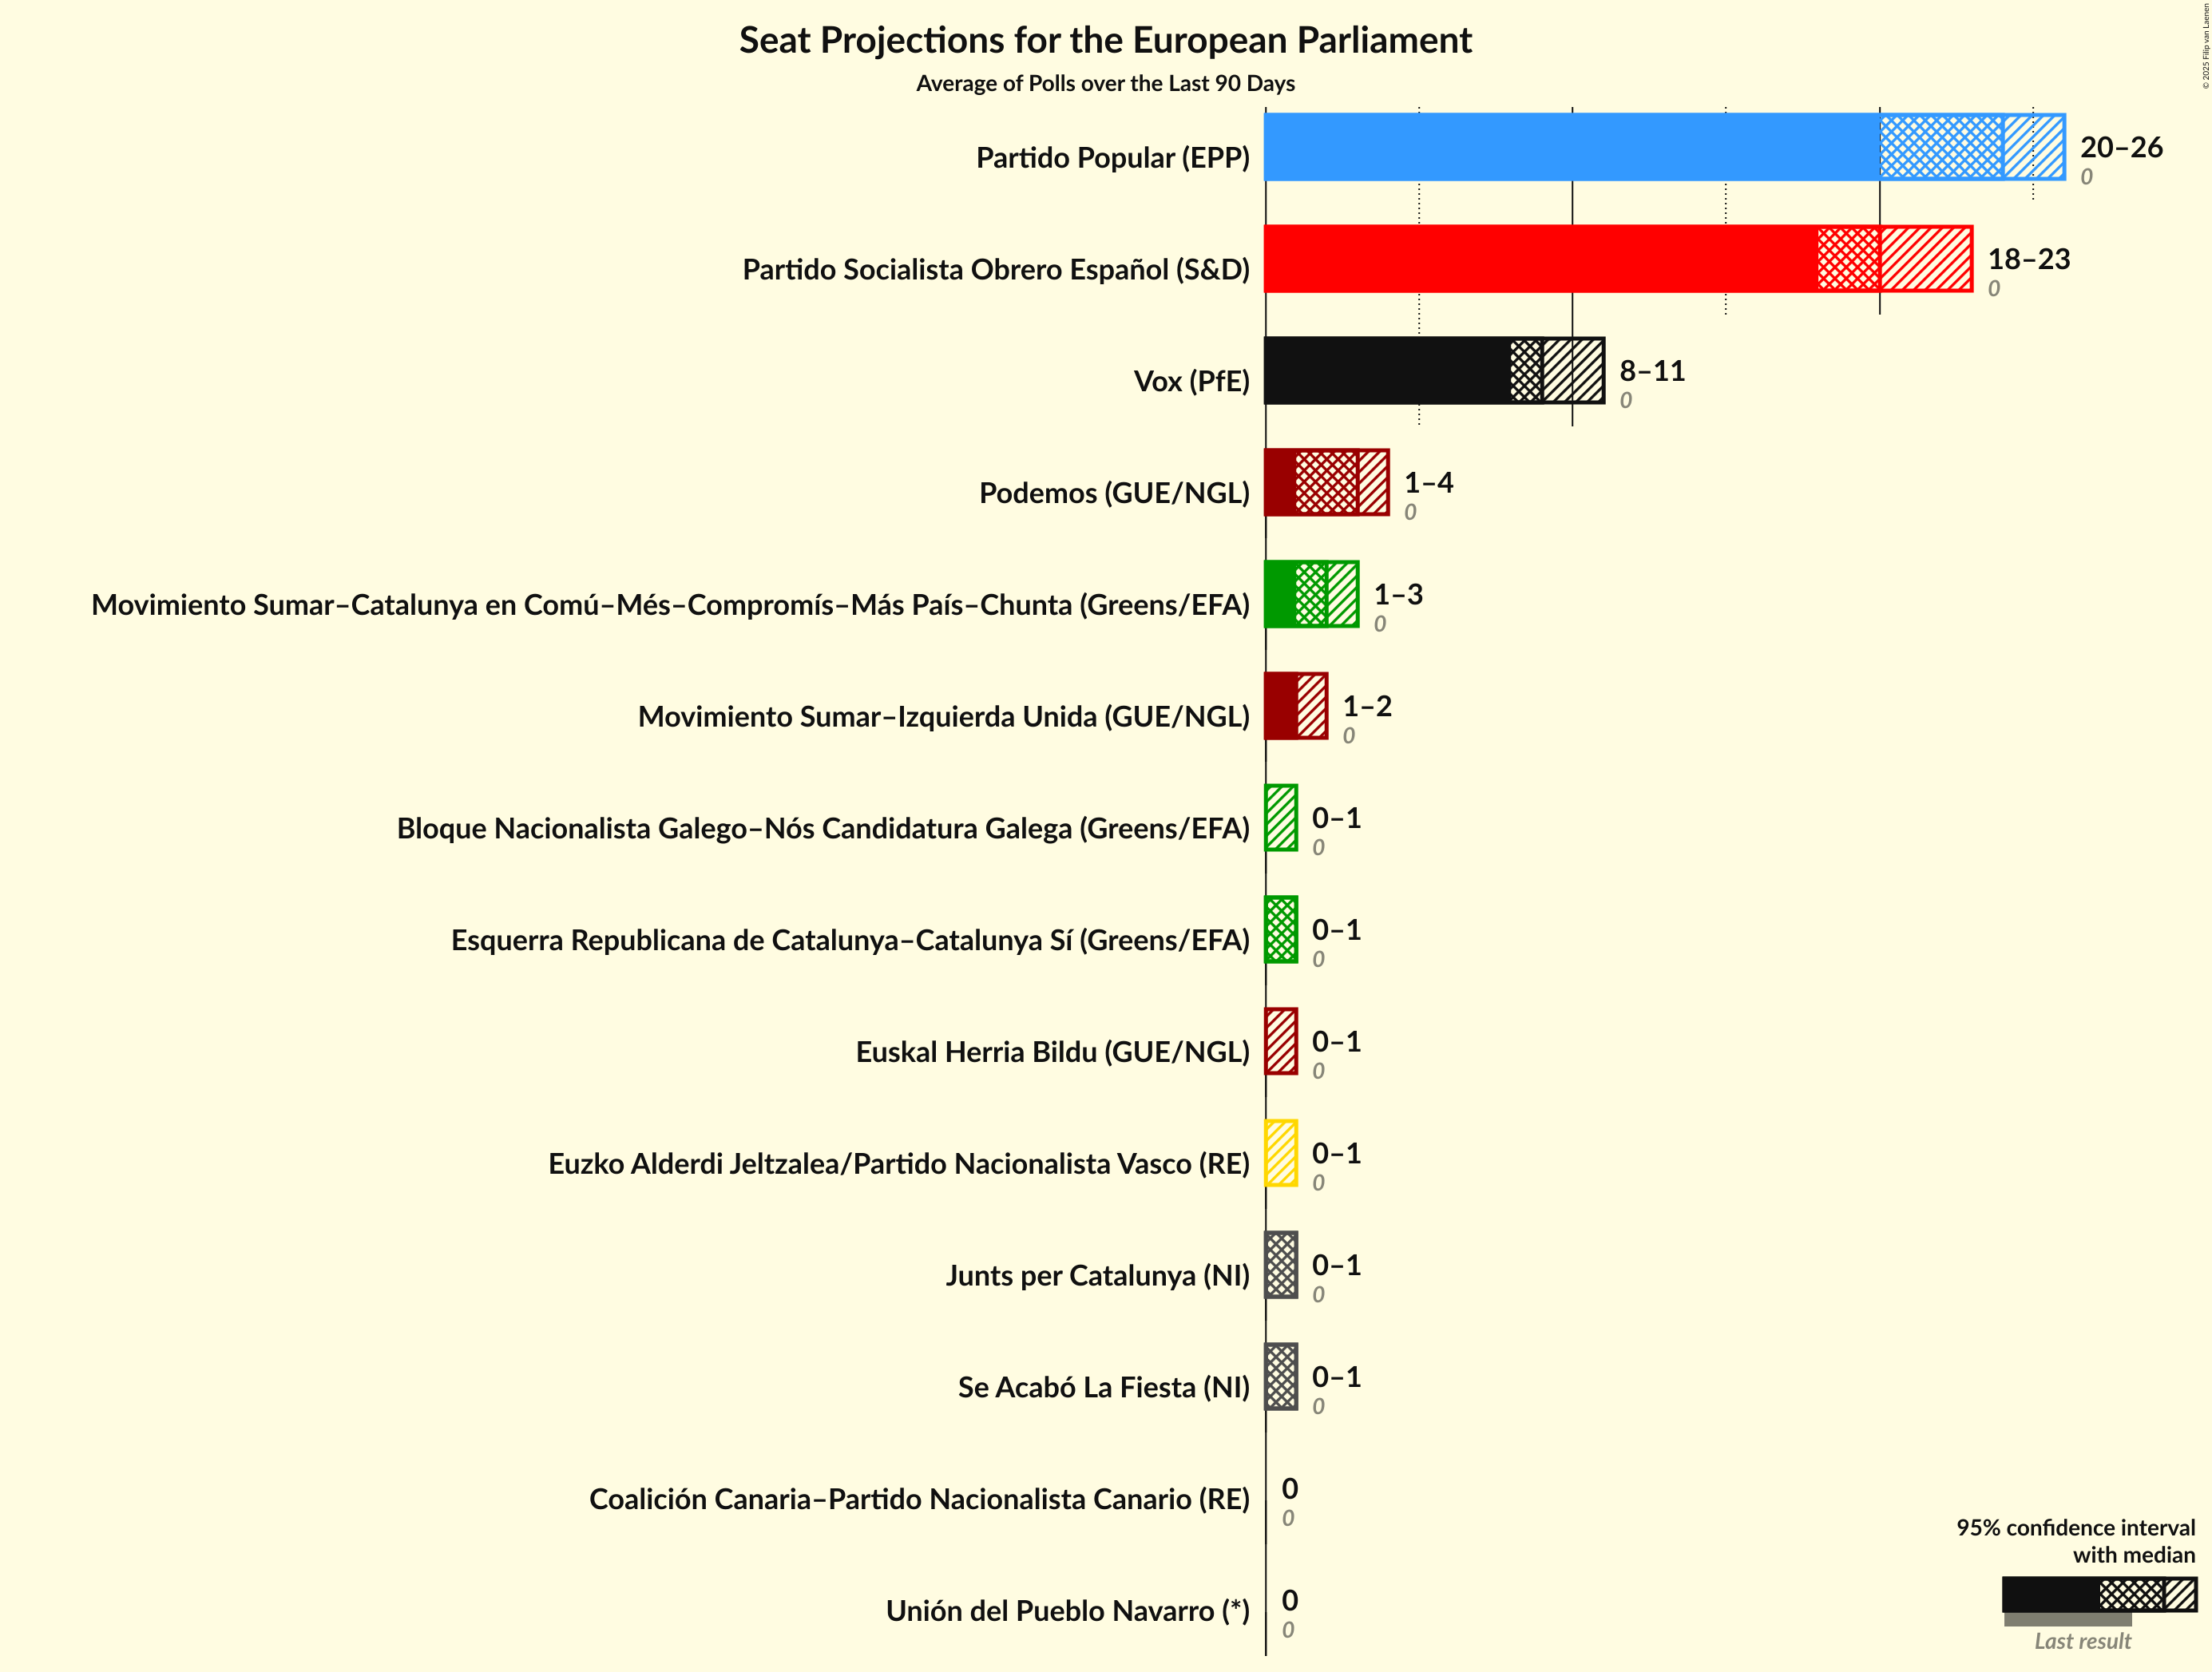 Seat Projections for the European Parliament
Average of Polls over the Last 90 Days
© 2025 Filip van Laenen
Partido Popular (EPP)
20–26
0
Partido Socialista Obrero Español (S&D)
18–23
0
Vox (PfE)
8–11
0
Podemos (GUE/NGL)
1–4
0
Movimiento Sumar–Catalunya en Comú–Més–Compromís–Más País–Chunta (Greens/EFA)
1–3
0
Movimiento Sumar–Izquierda Unida (GUE/NGL)
1–2
0
Bloque Nacionalista Galego–Nós Candidatura Galega (Greens/EFA)
0–1
0
Esquerra Republicana de Catalunya–Catalunya Sí (Greens/EFA)
0–1
0
Euskal Herria Bildu (GUE/NGL)
0–1
0
Euzko Alderdi Jeltzalea/Partido Nacionalista Vasco (RE)
0–1
0
Junts per Catalunya (NI)
0–1
0
Se Acabó La Fiesta (NI)
0–1
0
Coalición Canaria–Partido Nacionalista Canario (RE)
0
0
Unión del Pueblo Navarro (*)
0
0
95% confidence interval
with median
Last result